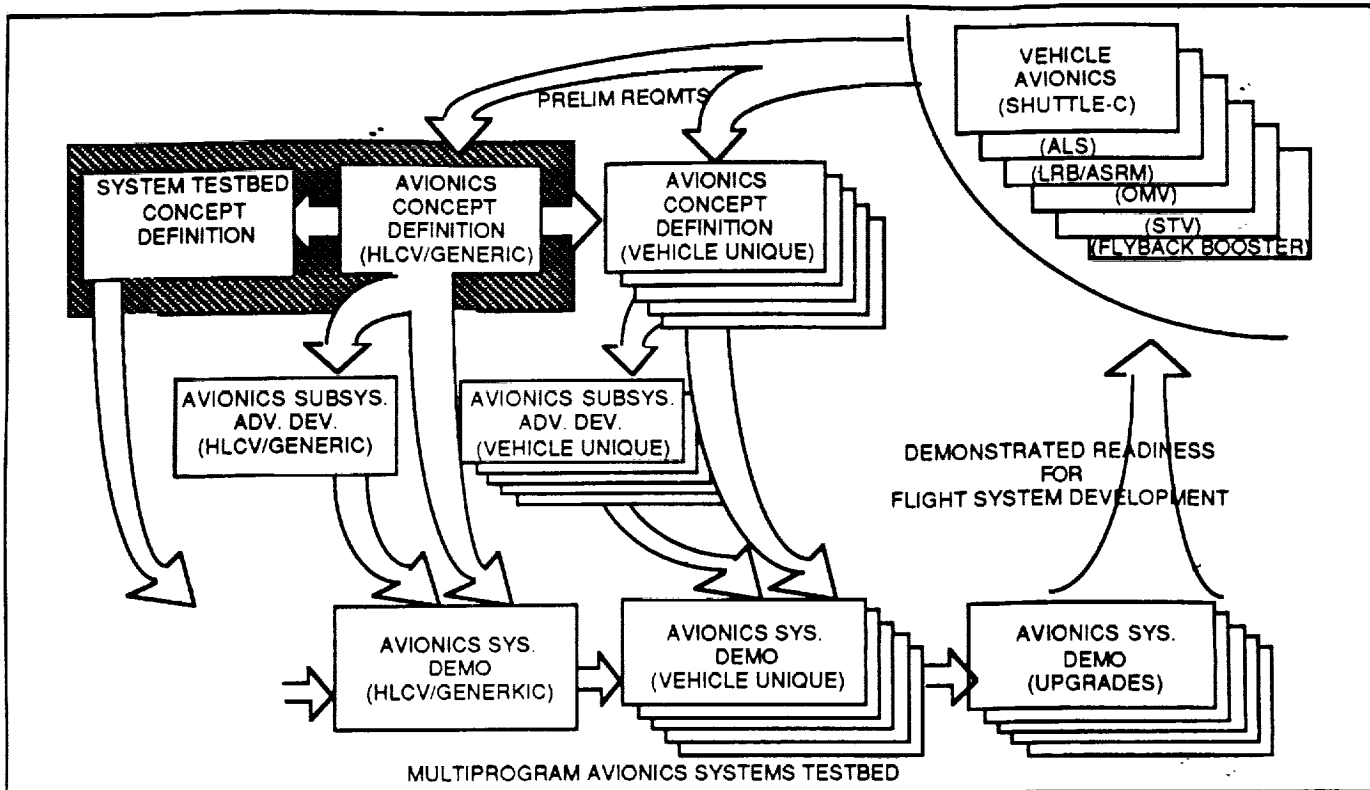 VEHICLE
AVIONICS
(SHUTTLE-C)
(ALS)
(LRB/ASRM)
(OMV)
(STV)
(FLYBACK BOOSTER)
PRELIM REQMTS
SYSTEM TESTBED
CONCEPT
DEFINITION
AVIONICS
CONCEPT
DEFINITION
(HLCV/GENERIC)
AVIONICS
CONCEPT
DEFINITION
(VEHICLE UNIQUE)
AVIONICS SUBSYS.
ADV. DEV.
(HLCV/GENERIC)
AVIONICS SUBSYS.
ADV. DEV.
(VEHICLE UNIQUE)
DEMONSTRATED READINESS
FOR
FLIGHT SYSTEM DEVELOPMENT
AVIONICS SYS.
DEMO
(HLCV/GENERKIC)
AVIONICS SYS.
DEMO
(VEHICLE UNIQUE)
AVIONICS SYS.
DEMO
(UPGRADES)
MULTIPROGRAM AVIONICS SYSTEMS TESTBED